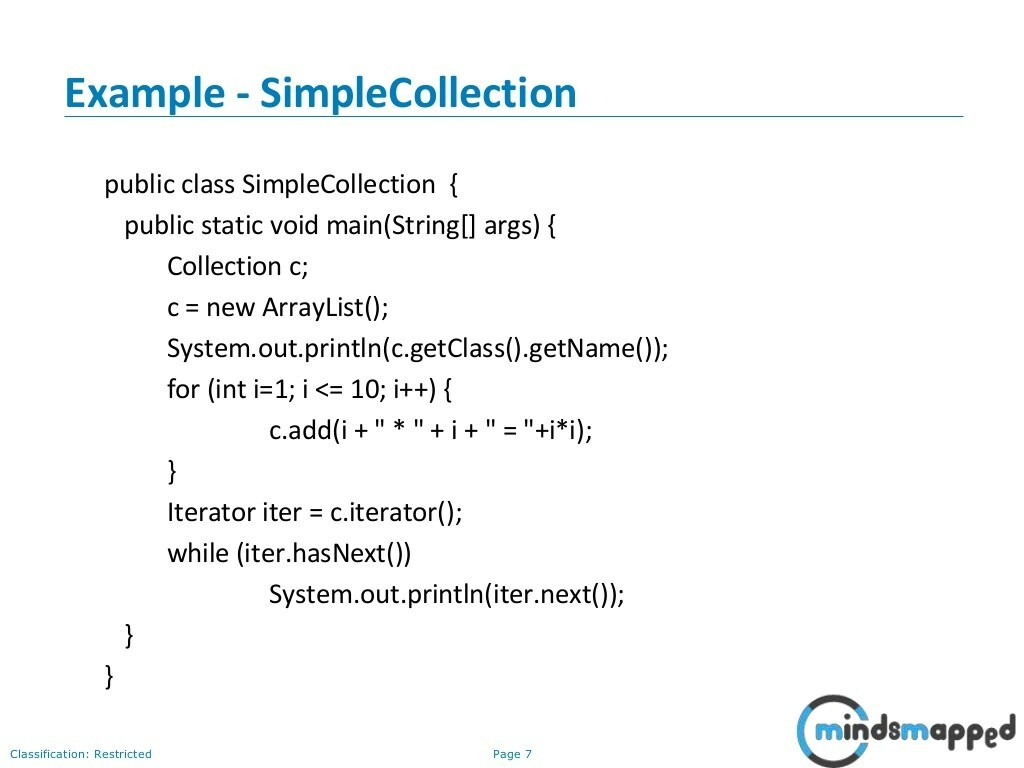 Example - SimpleCollection
public class SimpleCollection  {
public static void main(String[] args) {
Collection c;
c = new ArrayList();
System.out.println(c.getClass().getName());
for (int i=1; i <= 10; i++) {
c.add(i + " * " + i + " = "+i*i);
}
Iterator iter = c.iterator();
while (iter.hasNext())
System.out.println(iter.next());
}
}
Classification: Restricted
Page 7
mindsmapped